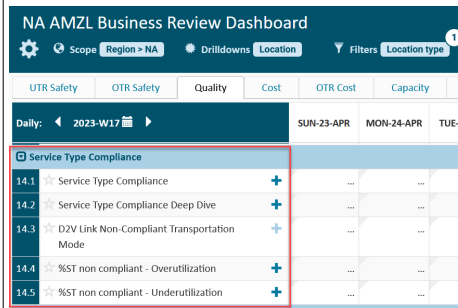 NA AMZL Business Review Dashboard
Scope Region > NA Drilldowns Location Filters Location type 1
UTR Safety OTR Safety Quality Cost OTR Cost Capacity
Daily: 2023-W17 SUN-23-APR MON-24-APR TUE-
Service Type Compliance
14.1 Service Type Compliance + ... ...
14.2 Service Type Compliance Deep Dive + ... ...
14.3 D2V Link Non-Compliant Transportation + ... ...
Mode
14.4 %ST non compliant - Overutilization + ... ...
14.5 %ST non compliant - Underutilization + ... ...